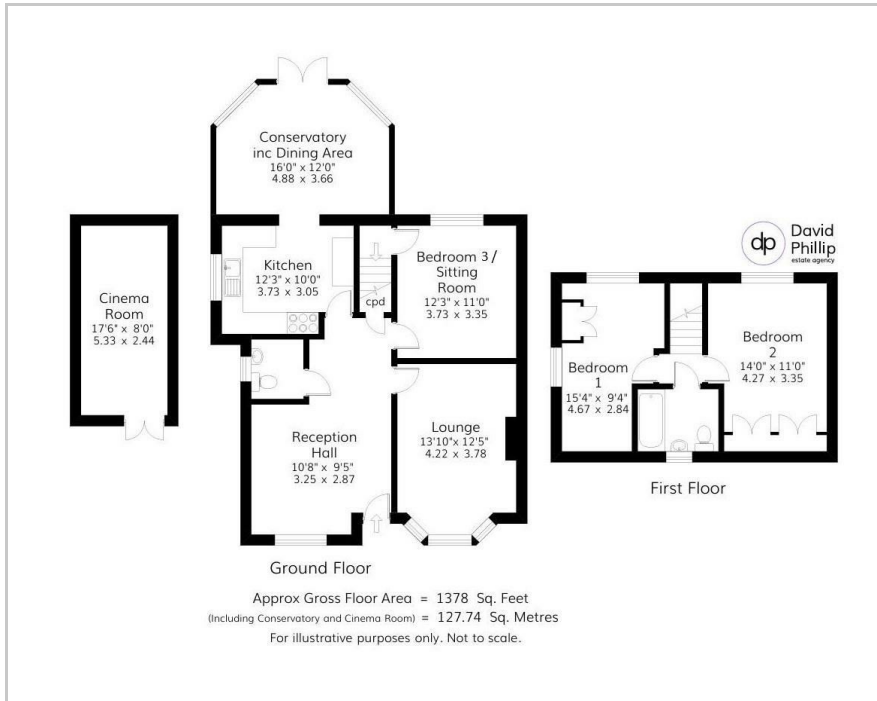 Conservatory
inc Dining Area
16'0" x 12'0"
4.88 x 3.66
Cinema
Room
17'6" x 8'0"
5.33 x 2.44
Kitchen
12'3" x 10'0"
3.73 x 3.05
cpd
Bedroom 3 /
Sitting
Room
12'3" x 11'0"
3.73 x 3.35
Reception
Hall
10'8" x 9'5"
3.25 x 2.87
Lounge
13'10" x 12'5"
4.22 x 3.78
Ground Floor
dp
David
Phillip
estate agency
Bedroom
1
15'4" x 9'4"
4.67 x 2.84
Bedroom
2
14'0" x 11'0"
4.27 x 3.35
First Floor
Approx Gross Floor Area = 1378 Sq. Feet
(Including Conservatory and Cinema Room) = 127.74 Sq. Metres
For illustrative purposes only. Not to scale.